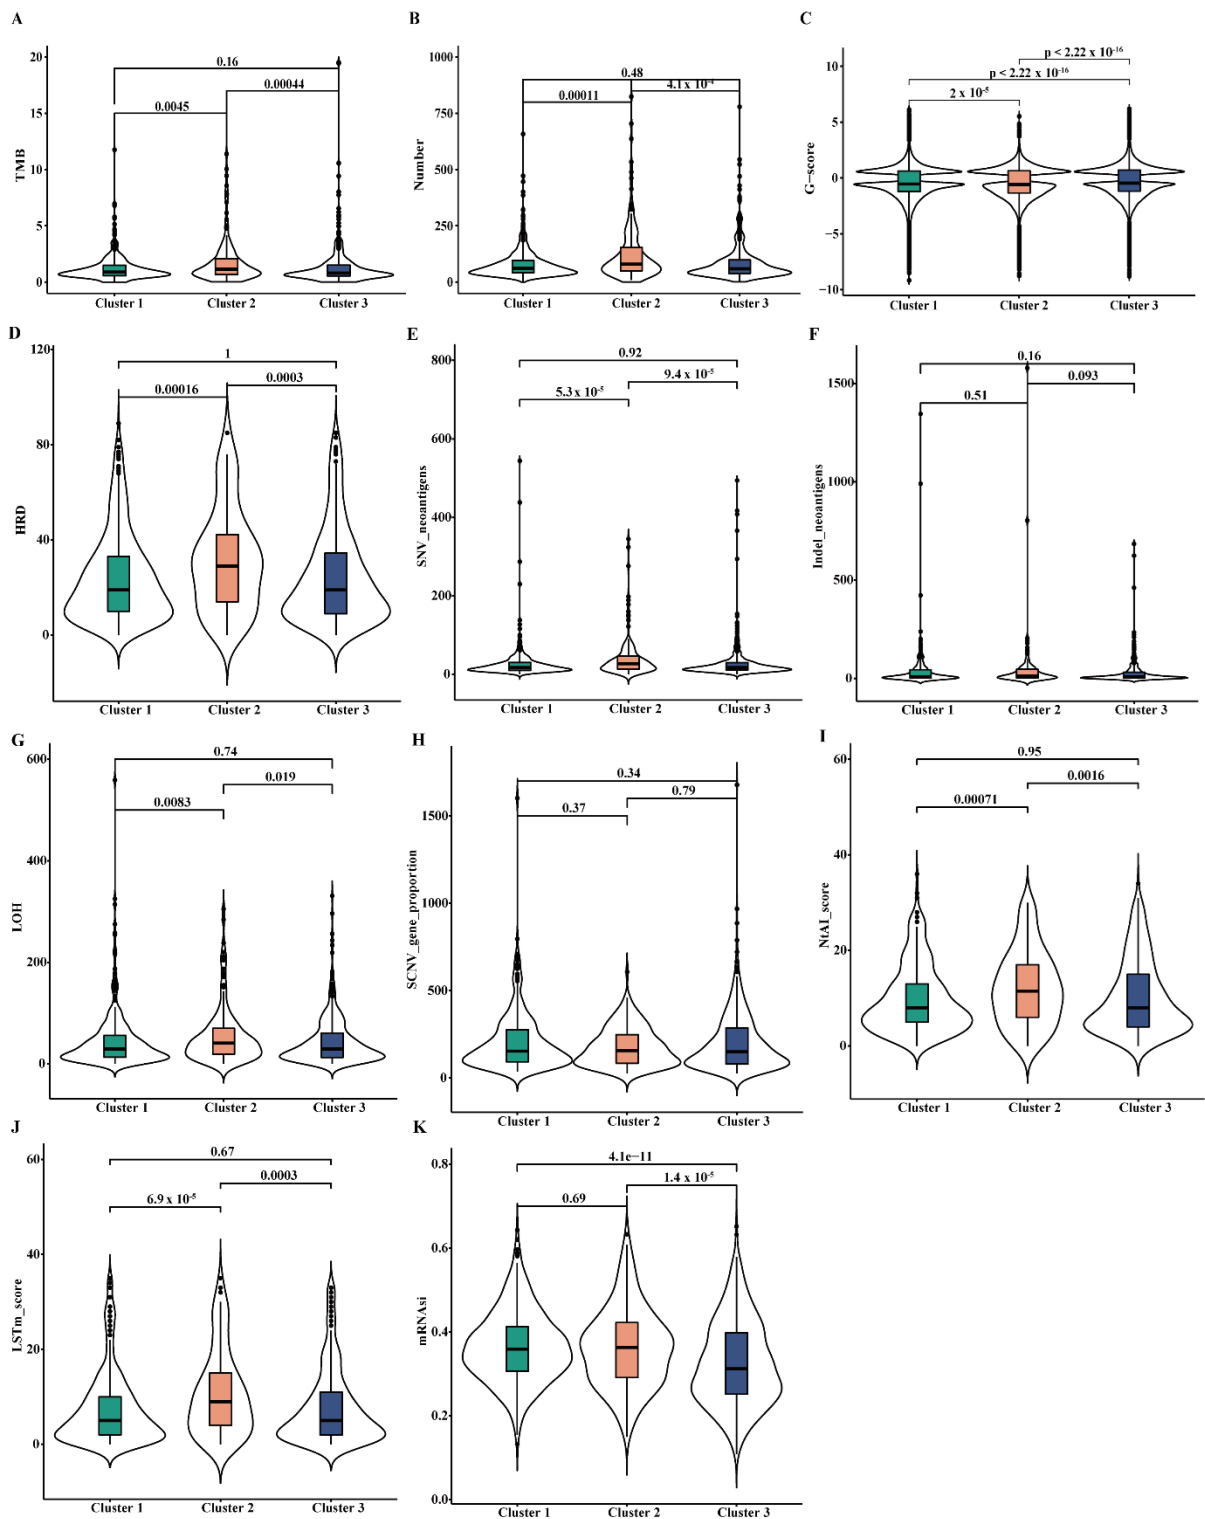 A
TMB
20
15
10
5
0
0.16
0.00044
0.0045
Cluster 1 Cluster 2 Cluster 3
B
Number
1000
750
500
250
0
0.48
4.1 x 10⁻⁴
0.00011
Cluster 1 Cluster 2 Cluster 3
C
G−score
10
5
0
−5
−10
p < 2.22 x 10⁻¹⁶
p < 2.22 x 10⁻¹⁶
2 x 10⁻⁵
Cluster 1 Cluster 2 Cluster 3
D
HRD
120
80
40
0
1
0.0003
0.00016
Cluster 1 Cluster 2 Cluster 3
E
SNV_neoantigens
800
600
400
200
0
0.92
9.4 x 10⁻⁵
5.3 x 10⁻⁵
Cluster 1 Cluster 2 Cluster 3
F
Indel_neoantigens
1500
1000
500
0
0.16
0.093
0.51
Cluster 1 Cluster 2 Cluster 3
G
LOH
600
400
200
0
0.74
0.019
0.0083
Cluster 1 Cluster 2 Cluster 3
H
SCNV_gene_proportion
1500
1000
500
0
0.34
0.79
0.37
Cluster 1 Cluster 2 Cluster 3
I
NtAI_score
60
40
20
0
0.95
0.0016
0.00071
Cluster 1 Cluster 2 Cluster 3
J
LSTm_score
60
40
20
0
0.67
0.0003
6.9 x 10⁻⁵
Cluster 1 Cluster 2 Cluster 3
K
mRNAsi
0.8
0.6
0.4
0.2
0.0
4.1e−11
1.4 x 10⁻⁵
0.69
Cluster 1 Cluster 2 Cluster 3